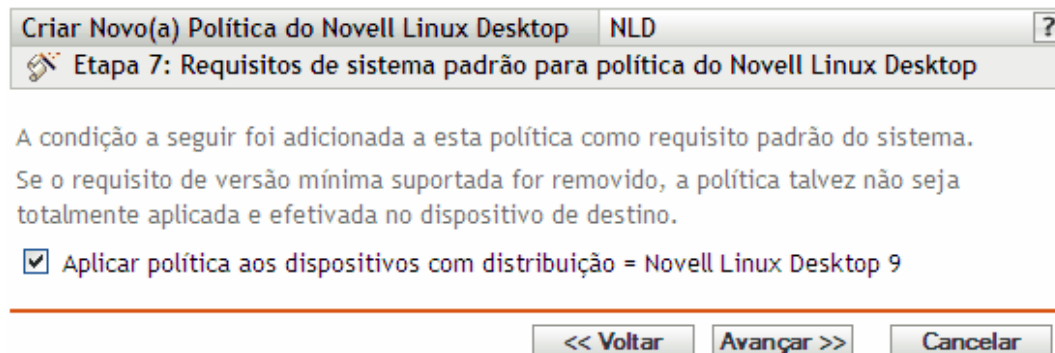 Criar Novo(a) Política do Novell Linux Desktop NLD ?
Etapa 7: Requisitos de sistema padrão para política do Novell Linux Desktop
A condição a seguir foi adicionada a esta política como requisito padrão do sistema.
Se o requisito de versão mínima suportada for removido, a política talvez não seja
totalmente aplicada e efetivada no dispositivo de destino.
Aplicar política aos dispositivos com distribuição = Novell Linux Desktop 9
<< Voltar Avançar >> Cancelar